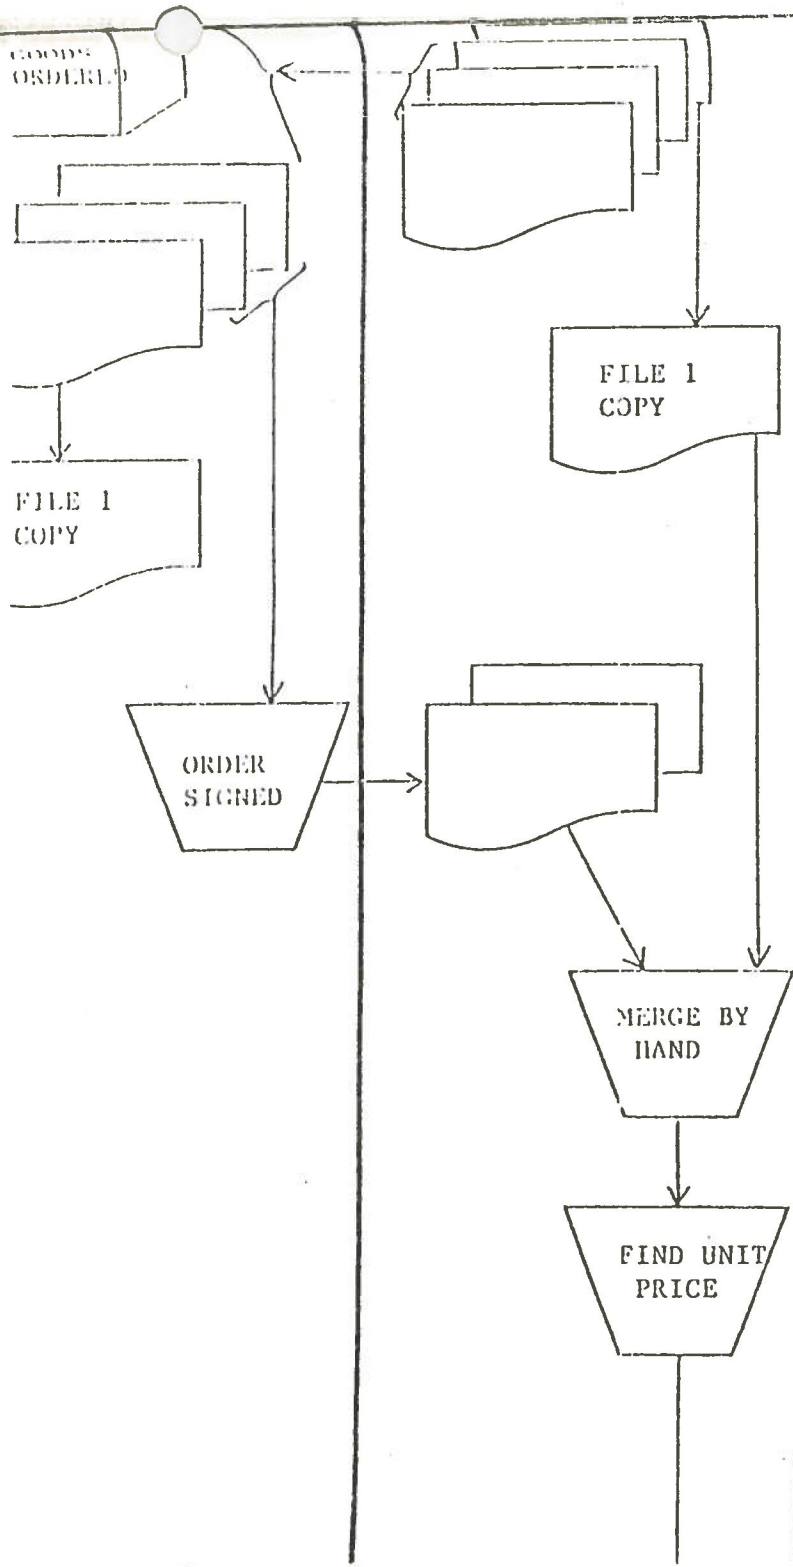 GOODS
ORDERED
FILE 1
COPY
FILE 1
COPY
ORDER
SIGNED
MERGE BY
HAND
FIND UNIT
PRICE